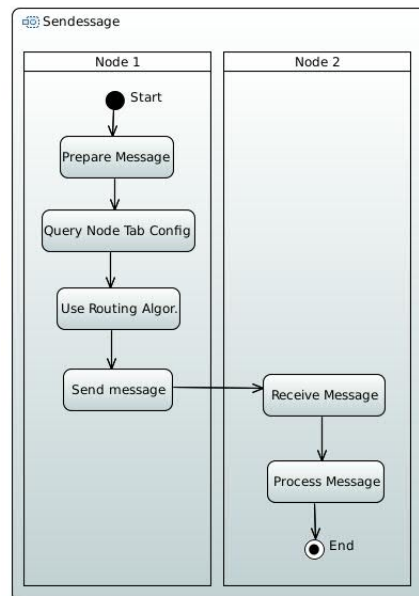 Sendessage
Node 1
Node 2
Start
Prepare Message
Query Node Tab Config
Use Routing Algor.
Send message
Receive Message
Process Message
End